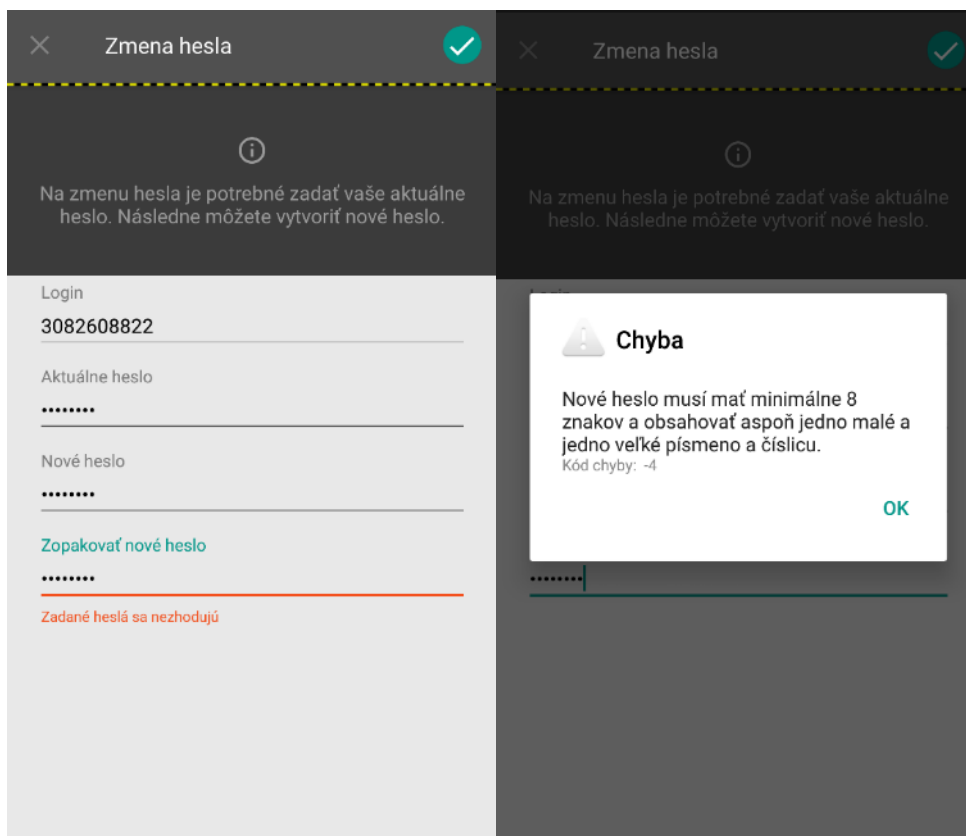 Zmena hesla
Na zmenu hesla je potrebné zadať vaše aktuálne
heslo. Následne môžete vytvoriť nové heslo.
Login
3082608822
Aktuálne heslo
••••••••
Nové heslo
••••••••
Zopakovať nové heslo
••••••••
Zadané heslá sa nezhodujú
Zmena hesla
Na zmenu hesla je potrebné zadať vaše aktuálne
heslo. Následne môžete vytvoriť nové heslo.
Chyba
Nové heslo musí mať minimálne 8
znakov a obsahovať aspoň jedno malé a
jedno veľké písmeno a číslicu.
Kód chyby: -4
OK
••••••••